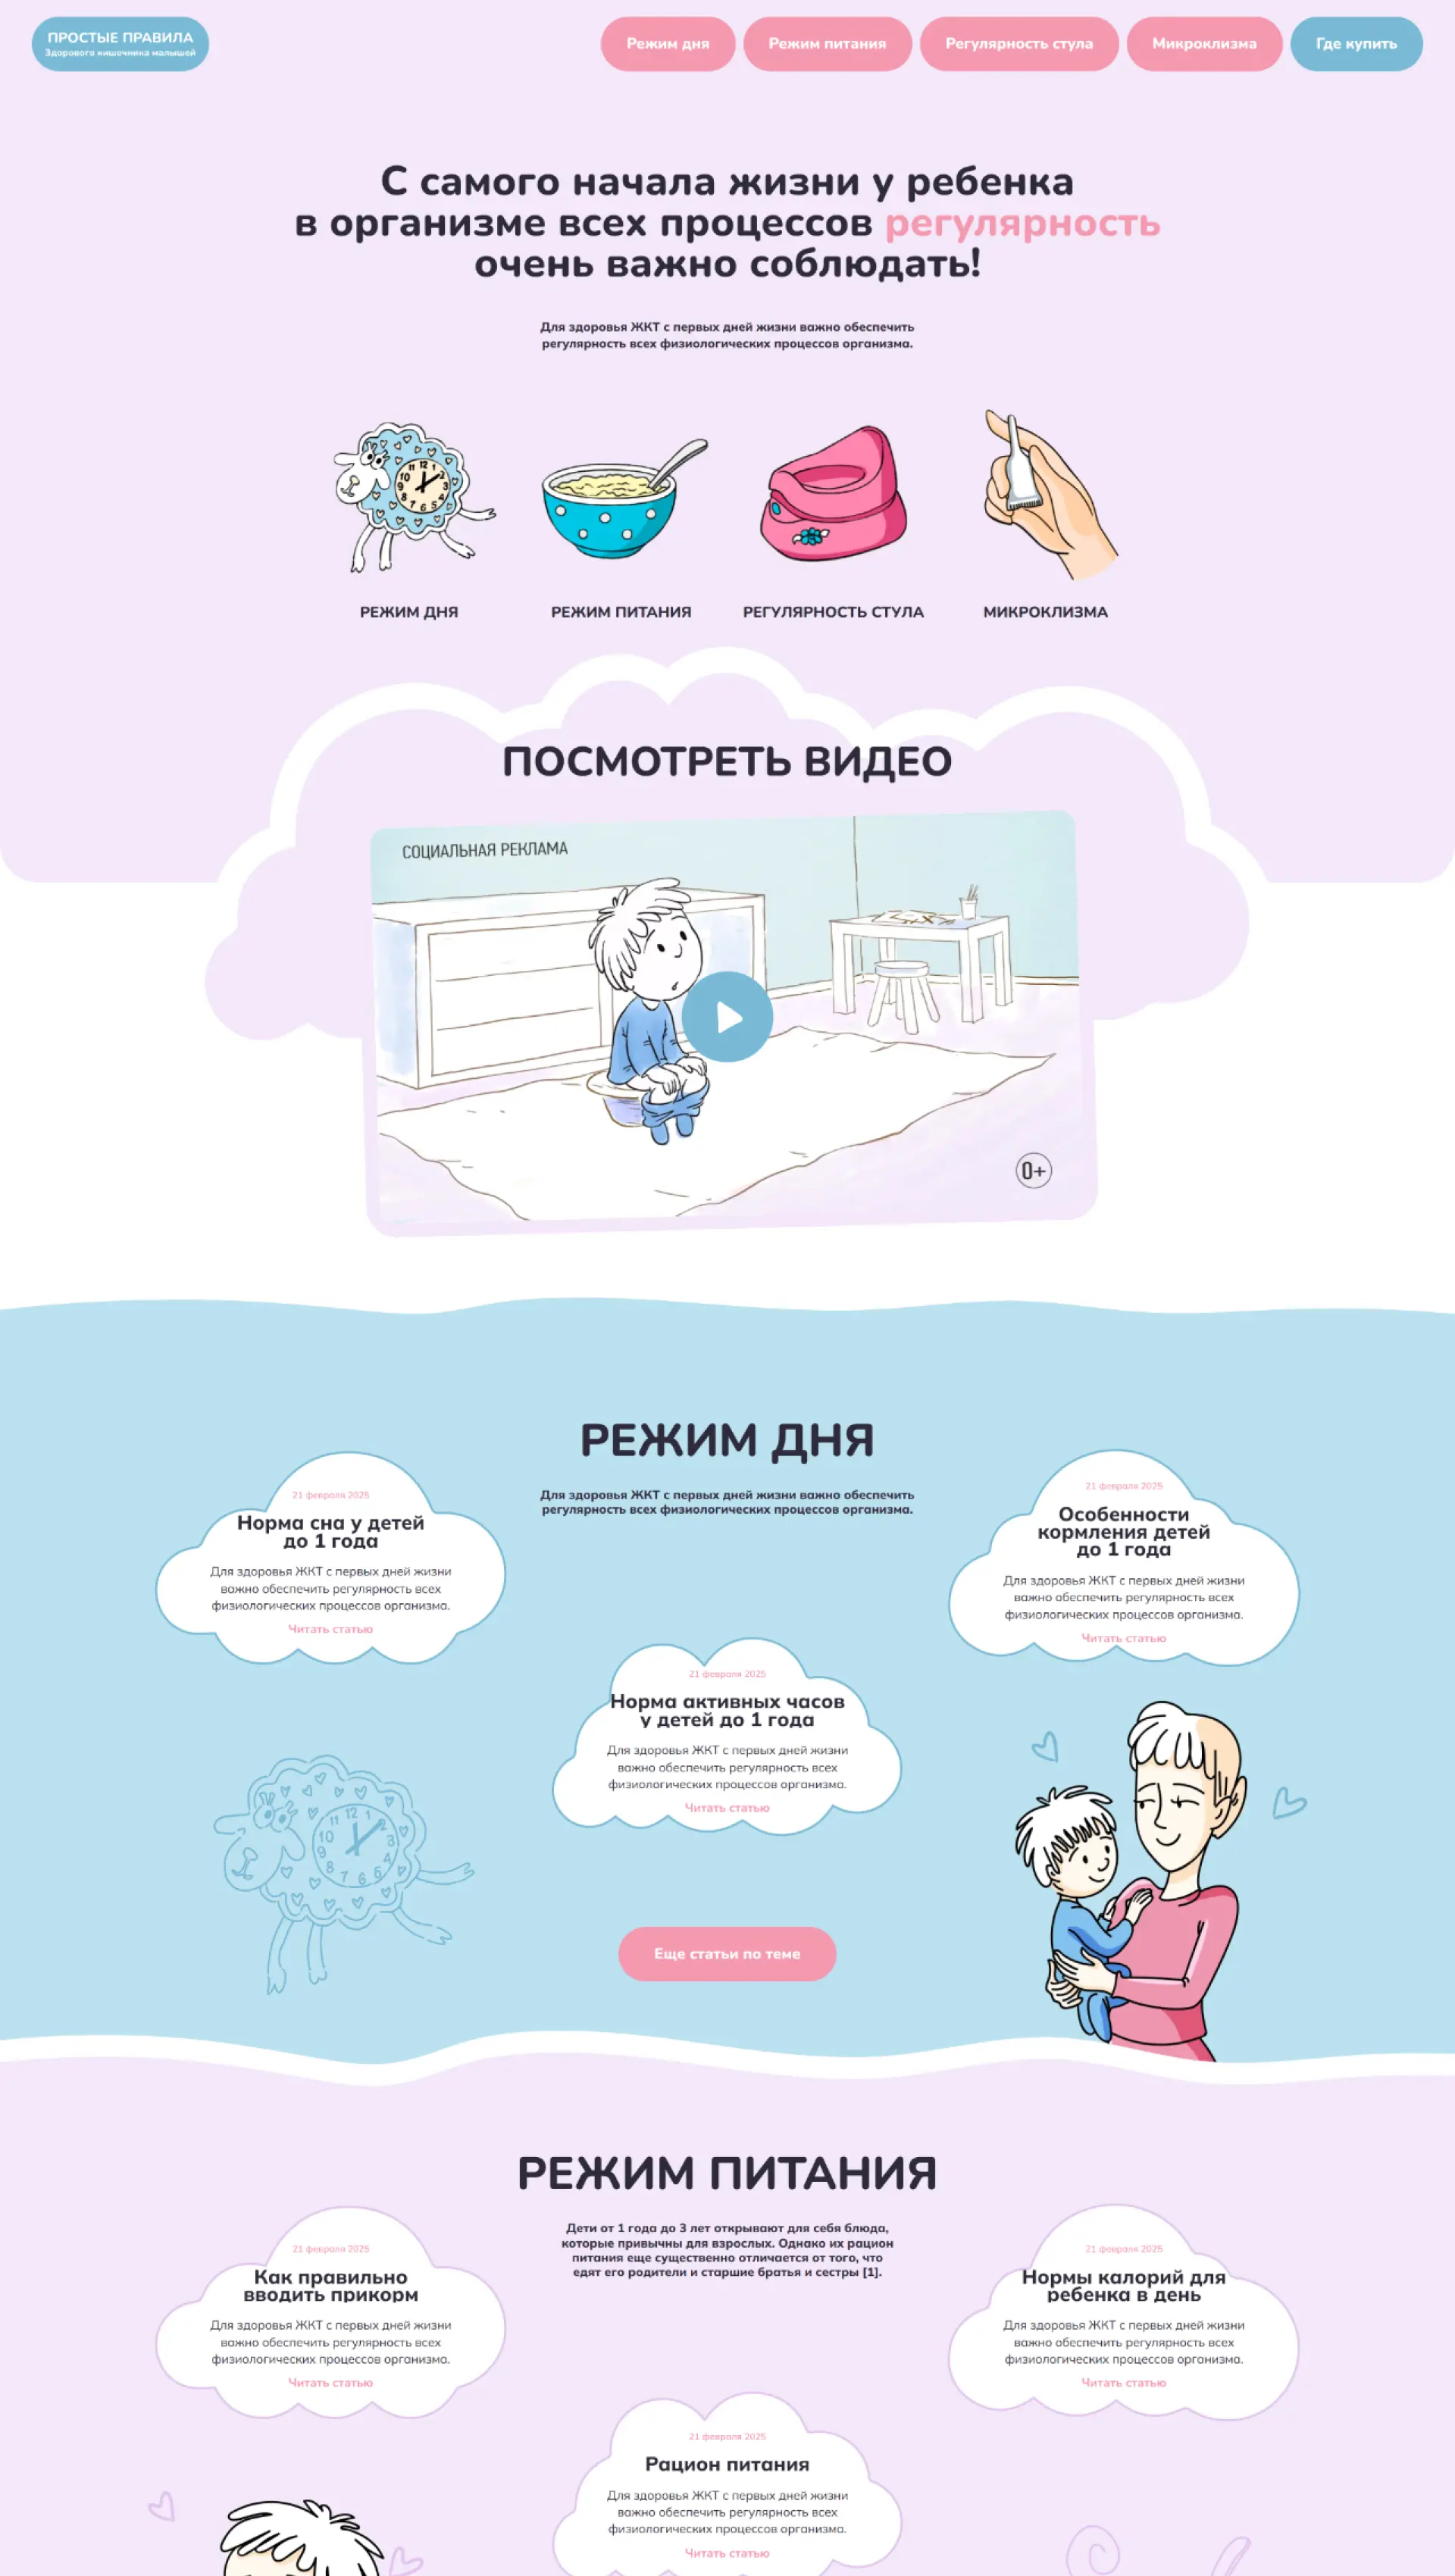 ПРОСТЫЕ ПРАВИЛА
Здорового кишечника малышей
Режим дня
Режим питания
Регулярность стула
Микроклизма
Где купить
С самого начала жизни у ребенка
в организме всех процессов регулярность
очень важно соблюдать!
Для здоровья ЖКТ с первых дней жизни важно обеспечить
регулярность всех физиологических процессов организма.
РЕЖИМ ДНЯ
РЕЖИМ ПИТАНИЯ
РЕГУЛЯРНОСТЬ СТУЛА
МИКРОКЛИЗМА
ПОСМОТРЕТЬ ВИДЕО
СОЦИАЛЬНАЯ РЕКЛАМА
0+
РЕЖИМ ДНЯ
Для здоровья ЖКТ с первых дней жизни важно обеспечить
регулярность всех физиологических процессов организма.
21 февраля 2025
Норма сна у детей
до 1 года
Для здоровья ЖКТ с первых дней жизни
важно обеспечить регулярность всех
физиологических процессов организма.
Читать статью
21 февраля 2025
Особенности
кормления детей
до 1 года
Для здоровья ЖКТ с первых дней жизни
важно обеспечить регулярность всех
физиологических процессов организма.
Читать статью
21 февраля 2025
Норма активных часов
у детей до 1 года
Для здоровья ЖКТ с первых дней жизни
важно обеспечить регулярность всех
физиологических процессов организма.
Читать статью
Еще статьи по теме
РЕЖИМ ПИТАНИЯ
Дети от 1 года до 3 лет открывают для себя блюда,
которые привычны для взрослых. Однако их рацион
питания еще существенно отличается от того, что
едят его родители и старшие братья и сестры [1].
21 февраля 2025
Как правильно
вводить прикорм
Для здоровья ЖКТ с первых дней жизни
важно обеспечить регулярность всех
физиологических процессов организма.
Читать статью
21 февраля 2025
Нормы калорий для
ребенка в день
Для здоровья ЖКТ с первых дней жизни
важно обеспечить регулярность всех
физиологических процессов организма.
Читать статью
21 февраля 2025
Рацион питания
Для здоровья ЖКТ с первых дней жизни
важно обеспечить регулярность всех
физиологических процессов организма.
Читать статью